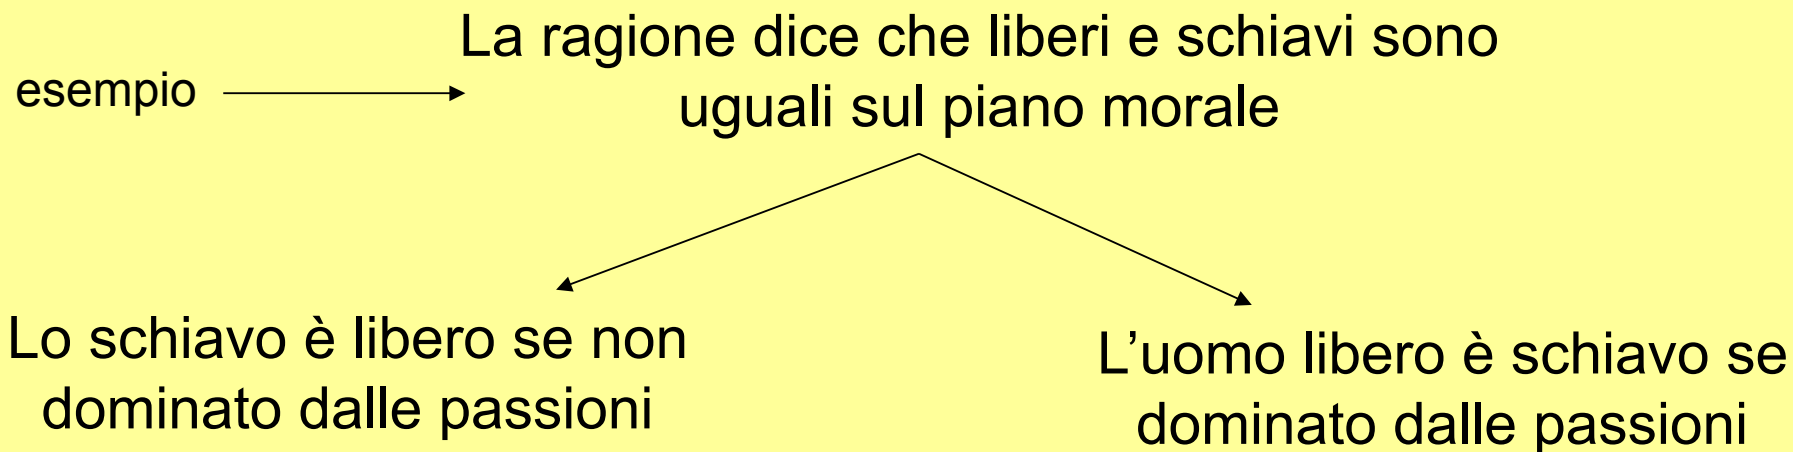 esempio
La ragione dice che liberi e schiavi sono
uguali sul piano morale
Lo schiavo è libero se non
dominato dalle passioni
L’uomo libero è schiavo se
dominato dalle passioni